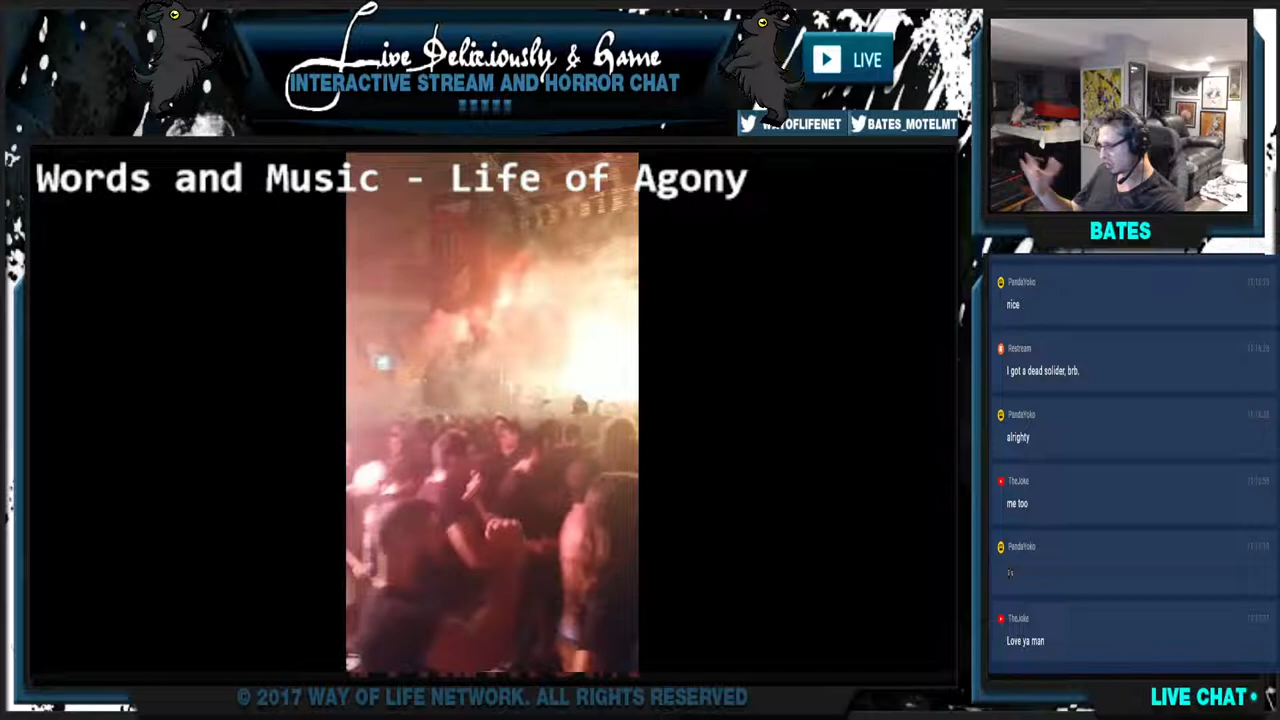 Live Deliciously & Game
INTERACTIVE STREAM AND HORROR CHAT
LIVE
WAYOFLIFENET
BATES_MOTELMT
Words and Music - Life of Agony
BATES
PandaYoko
nice
Restream
I got a dead solider, brb.
PandaYoko
alrighty
TheJoke
me too
PandaYoko
TheJoke
Love ya man
© 2017 WAY OF LIFE NETWORK. ALL RIGHTS RESERVED
LIVE CHAT